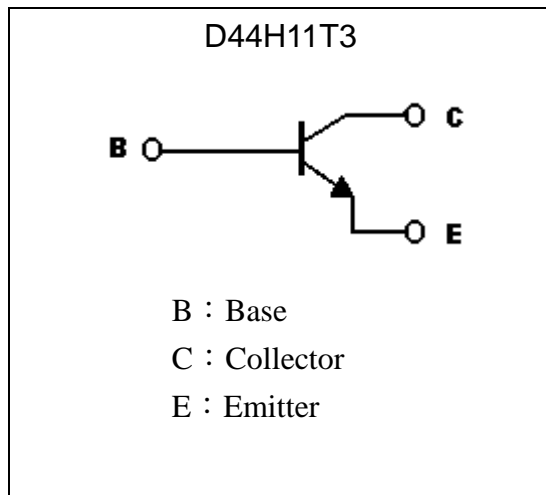 D44H11T3
C
B
E
B：Base
C：Collector
E：Emitter